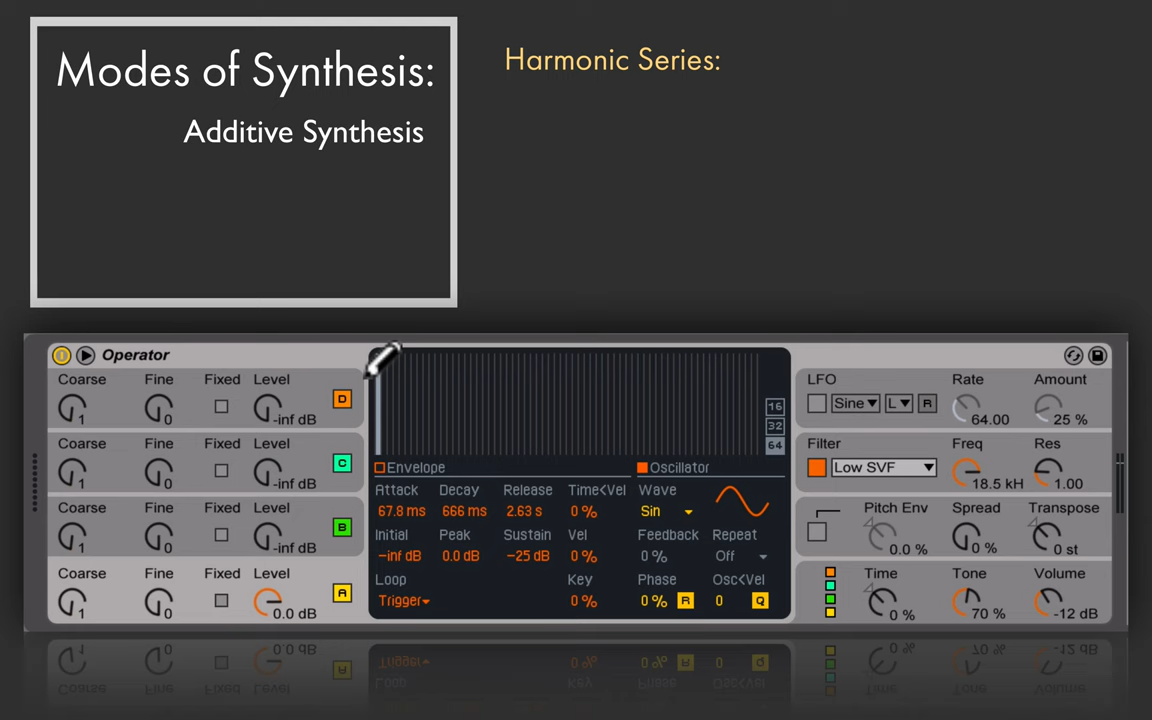 Modes of Synthesis:
Additive Synthesis
Harmonic Series:
Operator
Coarse Fine Fixed Level
1 0 -inf dB D
Coarse Fine Fixed Level
1 0 -inf dB C
Coarse Fine Fixed Level
1 0 -inf dB B
Coarse Fine Fixed Level
1 0 0.0 dB A
16
32
64
Envelope Oscillator
Attack Decay Release Time<Vel Wave
67.8 ms 666 ms 2.63 s 0 % Sin
Initial Peak Sustain Vel Feedback Repeat
-inf dB 0.0 dB -25 dB 0 % 0 % Off
Loop Key Phase Osc<Vel
Trigger 0 % 0 % R 0 Q
LFO Rate Amount
Sine L R 64.00 25 %
Filter Freq Res
Low SVF 18.5 kH 1.00
Pitch Env Spread Transpose
0.0 % 0 % 0 st
Time Tone Volume
0 % 70 % -12 dB